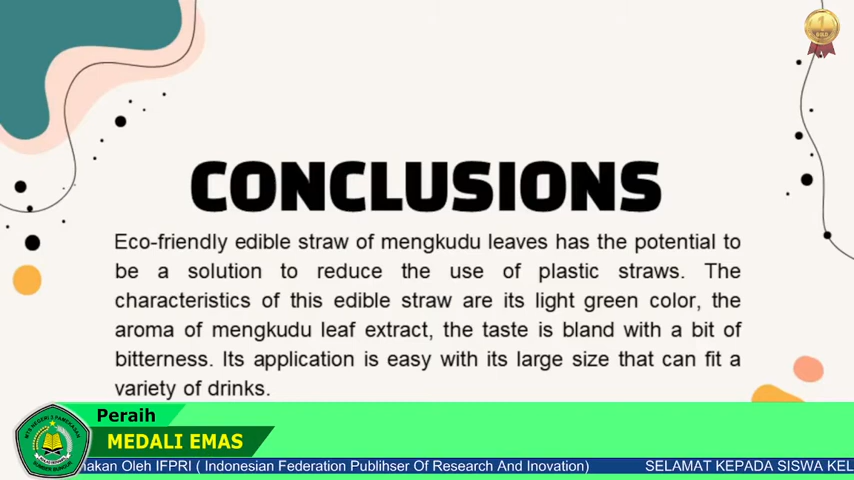 CONCLUSIONS
Eco-friendly edible straw of mengkudu leaves has the potential to
be a solution to reduce the use of plastic straws. The
characteristics of this edible straw are its light green color, the
aroma of mengkudu leaf extract, the taste is bland with a bit of
bitterness. Its application is easy with its large size that can fit a
variety of drinks.
Peraih
MEDALI EMAS
nakan Oleh IFPRI ( Indonesian Federation Publihser Of Research And Inovation) SELAMAT KEPADA SISWA KEL